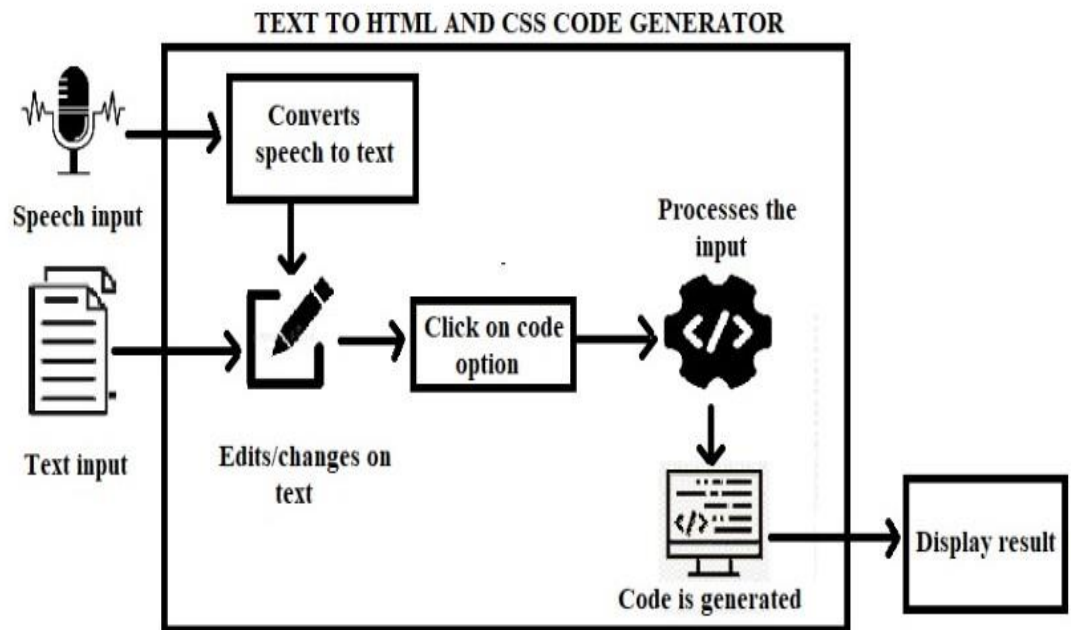 TEXT TO HTML AND CSS CODE GENERATOR
Converts
speech to text
Speech input
Processes the
input
</>
Click on code
option
Text input
Edits/changes on
text
</>
Code is generated
Display result